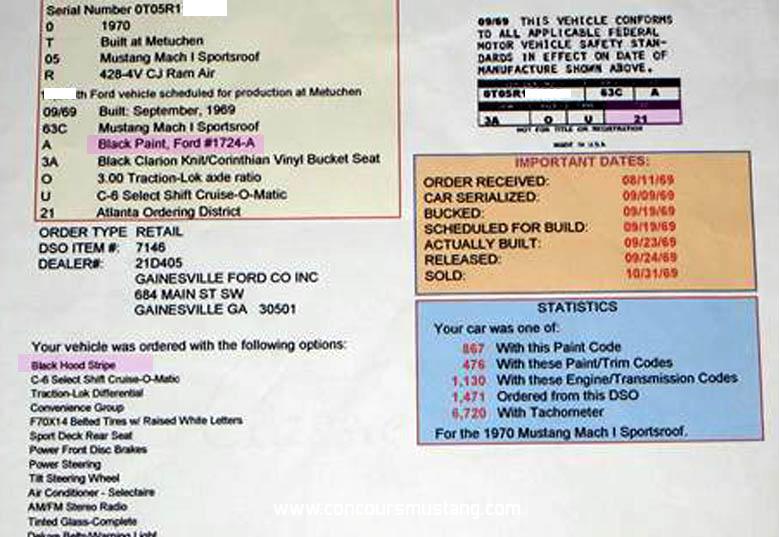 Serial Number 0T05R1
0 1970
T Built at Metuchen
05 Mustang Mach I Sportsroof
R 428-4V CJ Ram Air
th Ford vehicle scheduled for production at Metuchen
09/69 Built: September, 1969
63C Mustang Mach I Sportsroof
A Black Paint, Ford #1724-A
3A Black Clarion Knit/Corinthian Vinyl Bucket Seat
O 3.00 Traction-Lok axle ratio
U C-6 Select Shift Cruise-O-Matic
21 Atlanta Ordering District
ORDER TYPE RETAIL
DSO ITEM #: 7146
DEALER#: 21D405
GAINESVILLE FORD CO INC
684 MAIN ST SW
GAINESVILLE GA 30501
Your vehicle was ordered with the following options:
Black Hood Stripe
C-6 Select Shift Cruise-O-Matic
Traction-Lok Differential
Convenience Group
F70X14 Belted Tires w/ Raised White Letters
Sport Deck Rear Seat
Power Front Disc Brakes
Power Steering
Tilt Steering Wheel
Air Conditioner - Selectaire
AM/FM Stereo Radio
Tinted Glass-Complete
Deluxe Belts/Warning Light
09/69 THIS VEHICLE CONFORMS
TO ALL APPLICABLE FEDERAL
MOTOR VEHICLE SAFETY STAN-
DARDS IN EFFECT ON DATE OF
MANUFACTURE SHOWN ABOVE.
0T05R1 63C A
3A O U 21
NOT FOR TITLE OR REGISTRATION
MADE IN U.S.A.
IMPORTANT DATES:
ORDER RECEIVED: 08/11/69
CAR SERIALIZED: 09/09/69
BUCKED: 09/19/69
SCHEDULED FOR BUILD: 09/19/69
ACTUALLY BUILT: 09/23/69
RELEASED: 09/24/69
SOLD: 10/31/69
STATISTICS
Your car was one of:
867 With this Paint Code
476 With these Paint/Trim Codes
1,130 With these Engine/Transmission Codes
1,471 Ordered from this DSO
6,720 With Tachometer
For the 1970 Mustang Mach I Sportsroof.
www.concoursmustang.com